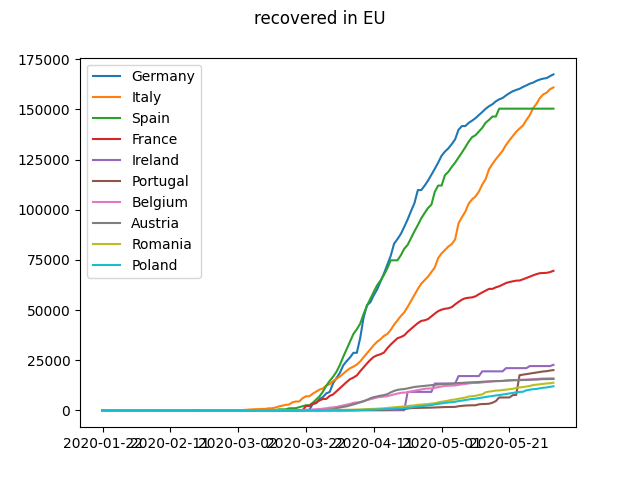 recovered in EU
175000
150000
125000
100000
75000
50000
25000
0
Germany
Italy
Spain
France
Ireland
Portugal
Belgium
Austria
Romania
Poland
2020-01-22 2020-02-11 2020-03-02 2020-03-22 2020-04-11 2020-05-01 2020-05-21